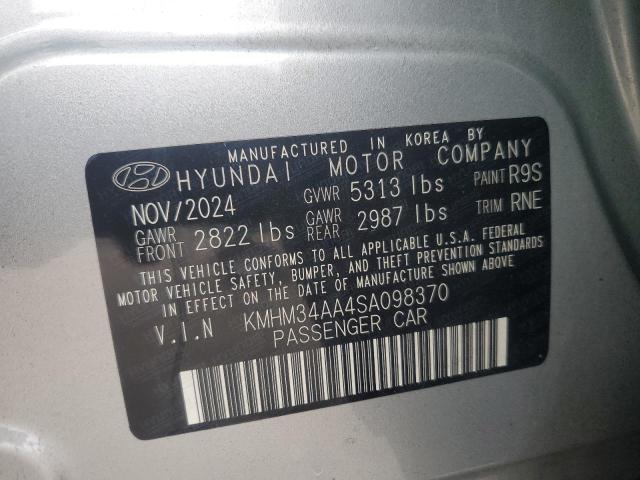 MANUFACTURED IN KOREA BY
HYUNDAI MOTOR COMPANY
NOV/2024 GVWR 5313 lbs PAINT R9S
GAWR FRONT 2822 lbs GAWR REAR 2987 lbs TRIM RNE
THIS VEHICLE CONFORMS TO ALL APPLICABLE U.S.A. FEDERAL
MOTOR VEHICLE SAFETY, BUMPER, AND THEFT PREVENTION STANDARDS
IN EFFECT ON THE DATE OF MANUFACTURE SHOWN ABOVE
V.I.N KMHM34AA4SA098370
PASSENGER CAR